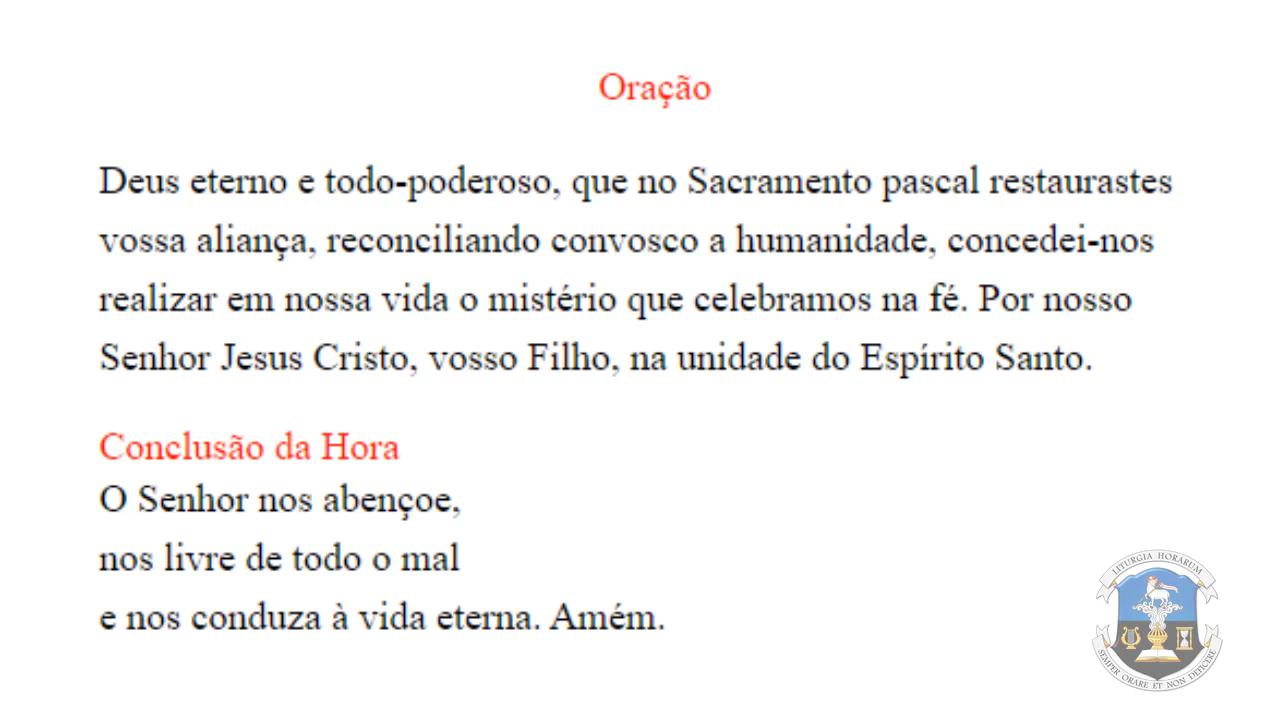 Oração
Deus eterno e todo-poderoso, que no Sacramento pascal restaurastes
vossa aliança, reconciliando convosco a humanidade, concedei-nos
realizar em nossa vida o mistério que celebramos na fé. Por nosso
Senhor Jesus Cristo, vosso Filho, na unidade do Espírito Santo.
Conclusão da Hora
O Senhor nos abençoe,
nos livre de todo o mal
e nos conduza à vida eterna. Amém.
LITURGIA HORARUM
SEMPER ORARE ET NON DEFICERE